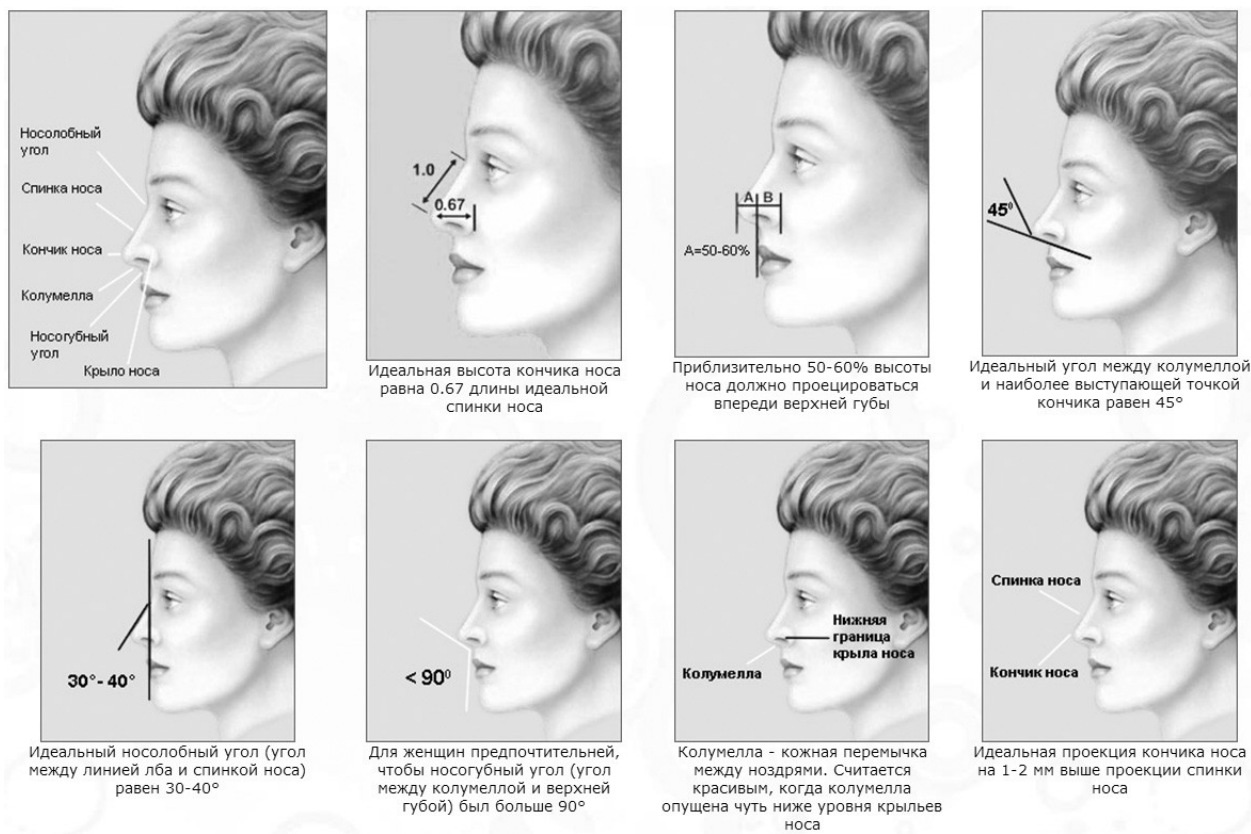 Носолобный
угол
Спинка носа
Кончик носа
Колумелла
Носогубный
угол
Крыло носа
1.0
0.67
Идеальная высота кончика носа
равна 0.67 длины идеальной
спинки носа
A B
A=50-60%
Приблизительно 50-60% высоты
носа должно проецироваться
впереди верхней губы
45⁰
Идеальный угол между колумеллой
и наиболее выступающей точкой
кончика равен 45°
30°- 40°
Идеальный носолобный угол (угол
между линией лба и спинкой носа)
равен 30-40°
< 90⁰
Для женщин предпочтительней,
чтобы носогубный угол (угол
между колумеллой и верхней
губой) был больше 90°
Нижняя
граница
крыла носа
Колумелла
Колумелла - кожная перемычка
между ноздрями. Считается
красивым, когда колумелла
опущена чуть ниже уровня крыльев
носа
Спинка носа
Кончик носа
Идеальная проекция кончика носа
на 1-2 мм выше проекции спинки
носа